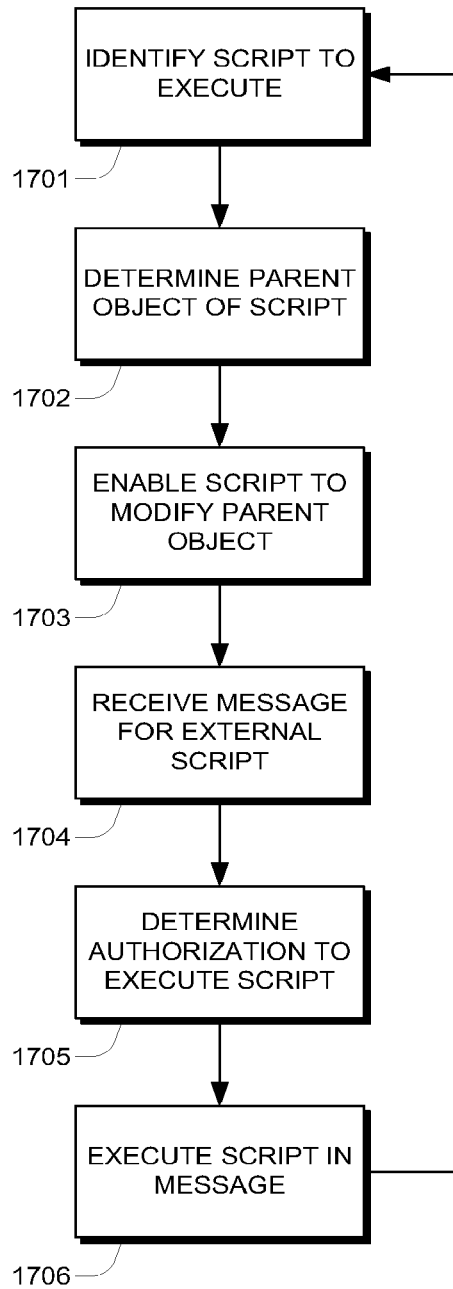 IDENTIFY SCRIPT TO
EXECUTE
1701
DETERMINE PARENT
OBJECT OF SCRIPT
1702
ENABLE SCRIPT TO
MODIFY PARENT
OBJECT
1703
RECEIVE MESSAGE
FOR EXTERNAL
SCRIPT
1704
DETERMINE
AUTHORIZATION TO
EXECUTE SCRIPT
1705
EXECUTE SCRIPT IN
MESSAGE
1706